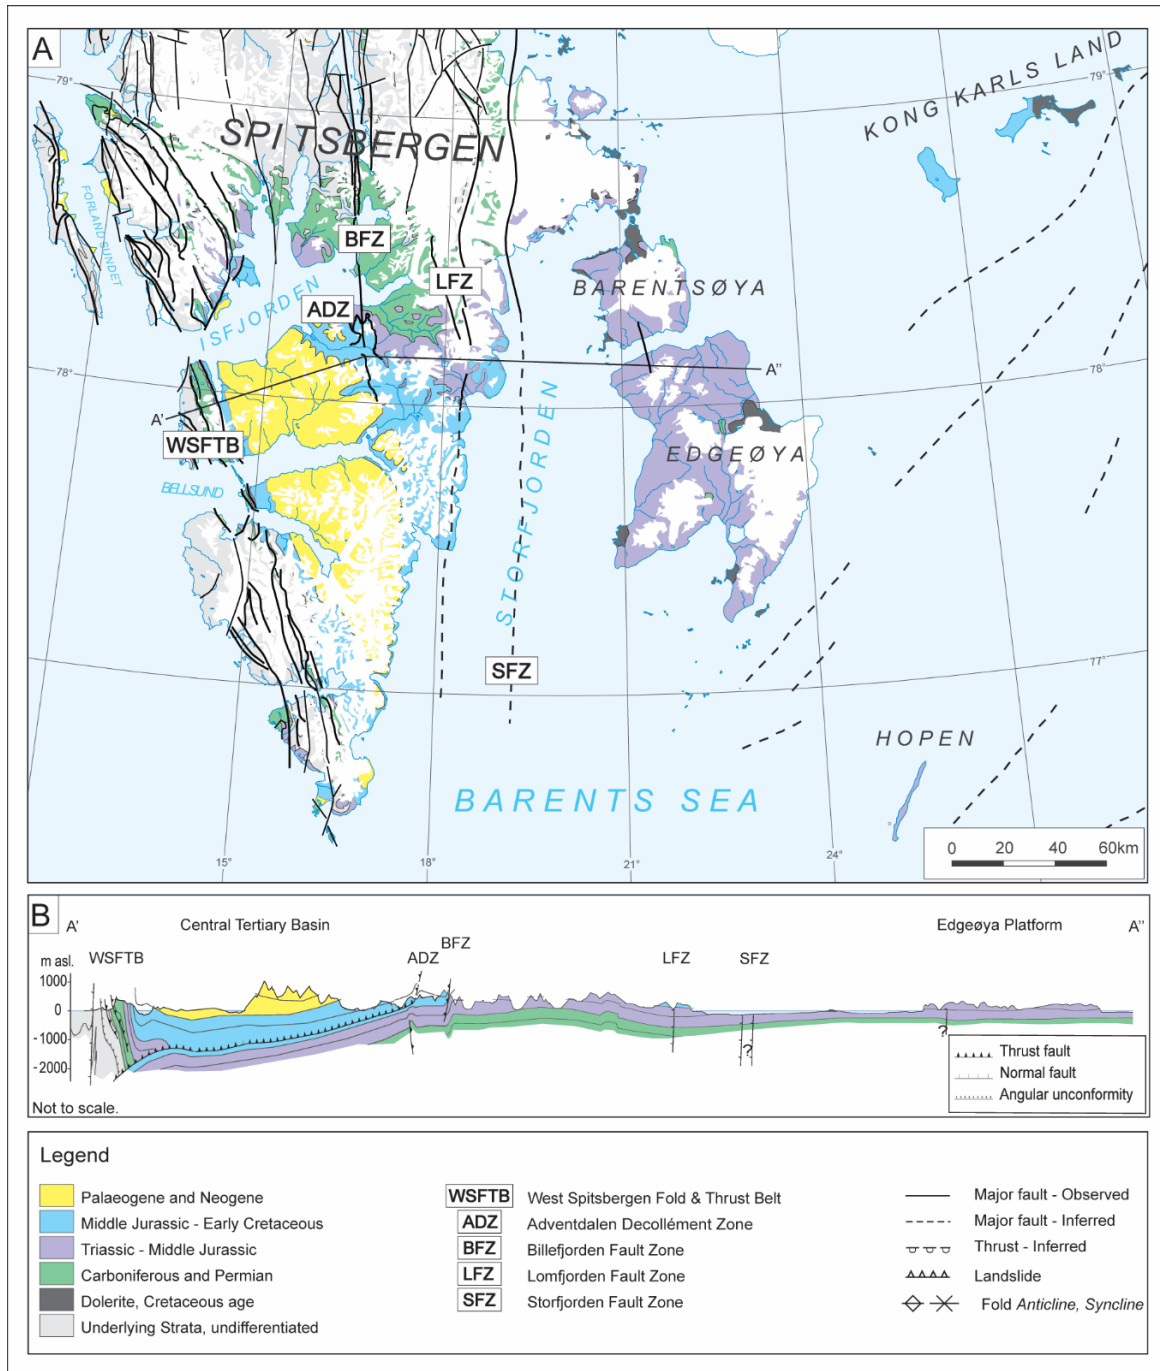 A
79°
79°
KONG KARLS LAND
SPITSBERGEN
FORLANDSUNDET
BFZ
LFZ
BARENTSØYA
ISFJORDEN
ADZ
78°
78°
A'
A''
WSFTB
STORFJORDEN
EDGEØYA
BELLSUND
SFZ
77°
HOPEN
BARENTS SEA
15°
18°
21°
24°
0 20 40 60km
B
A'
Central Tertiary Basin
BFZ
Edgeøya Platform
A''
WSFTB
ADZ
LFZ
SFZ
m asl.
1000
0
-1000
-2000
?
?
Thrust fault
Normal fault
Angular unconformity
Not to scale.
Legend
Palaeogene and Neogene
Middle Jurassic - Early Cretaceous
Triassic - Middle Jurassic
Carboniferous and Permian
Dolerite, Cretaceous age
Underlying Strata, undifferentiated
WSFTB West Spitsbergen Fold & Thrust Belt
ADZ Adventdalen Decollément Zone
BFZ Billefjorden Fault Zone
LFZ Lomfjorden Fault Zone
SFZ Storfjorden Fault Zone
Major fault - Observed
Major fault - Inferred
Thrust - Inferred
Landslide
Fold Anticline, Syncline